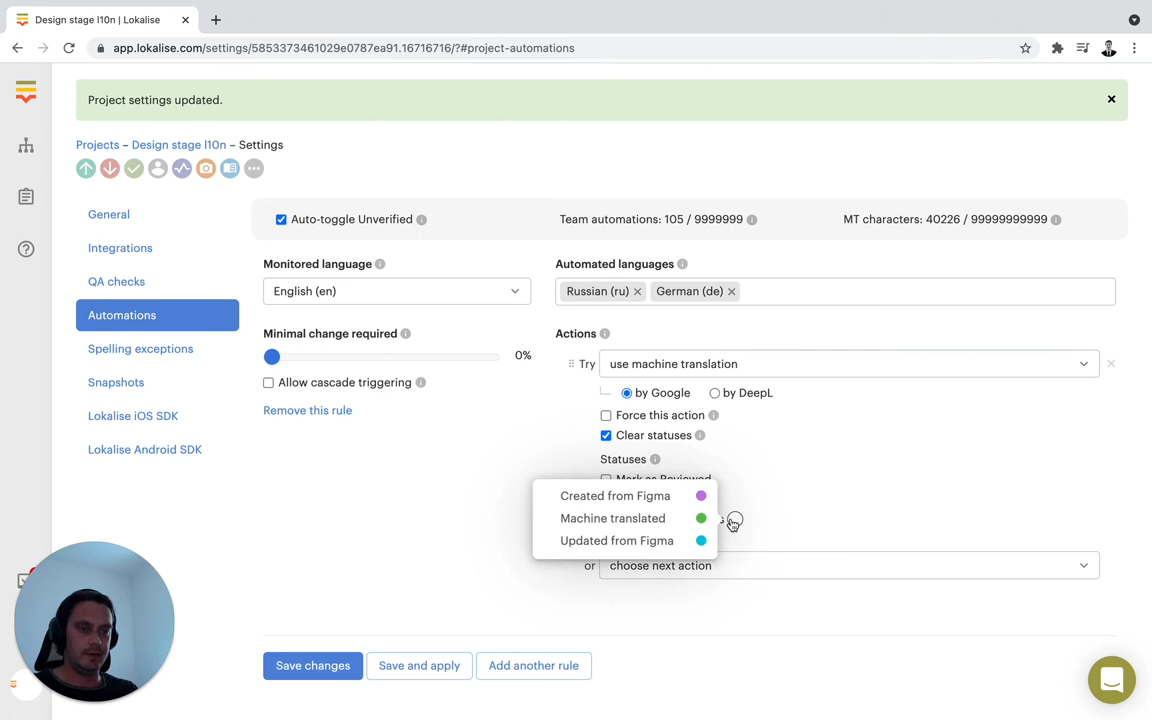 Design stage l10n | Lokalise
app.lokalise.com/settings/5853373461029e0787ea91.16716716/?#project-automations
Project settings updated.
Projects – Design stage l10n – Settings
General
Integrations
QA checks
Automations
Spelling exceptions
Snapshots
Lokalise iOS SDK
Lokalise Android SDK
Auto-toggle Unverified
Team automations: 105 / 9999999
MT characters: 40226 / 99999999999
Monitored language
English (en)
Minimal change required
0%
Allow cascade triggering
Remove this rule
Automated languages
Russian (ru)
German (de)
Actions
Try
use machine translation
by Google
by DeepL
Force this action
Clear statuses
Statuses
Mark as Reviewed
Created from Figma
Machine translated
Updated from Figma
or
choose next action
Save changes
Save and apply
Add another rule